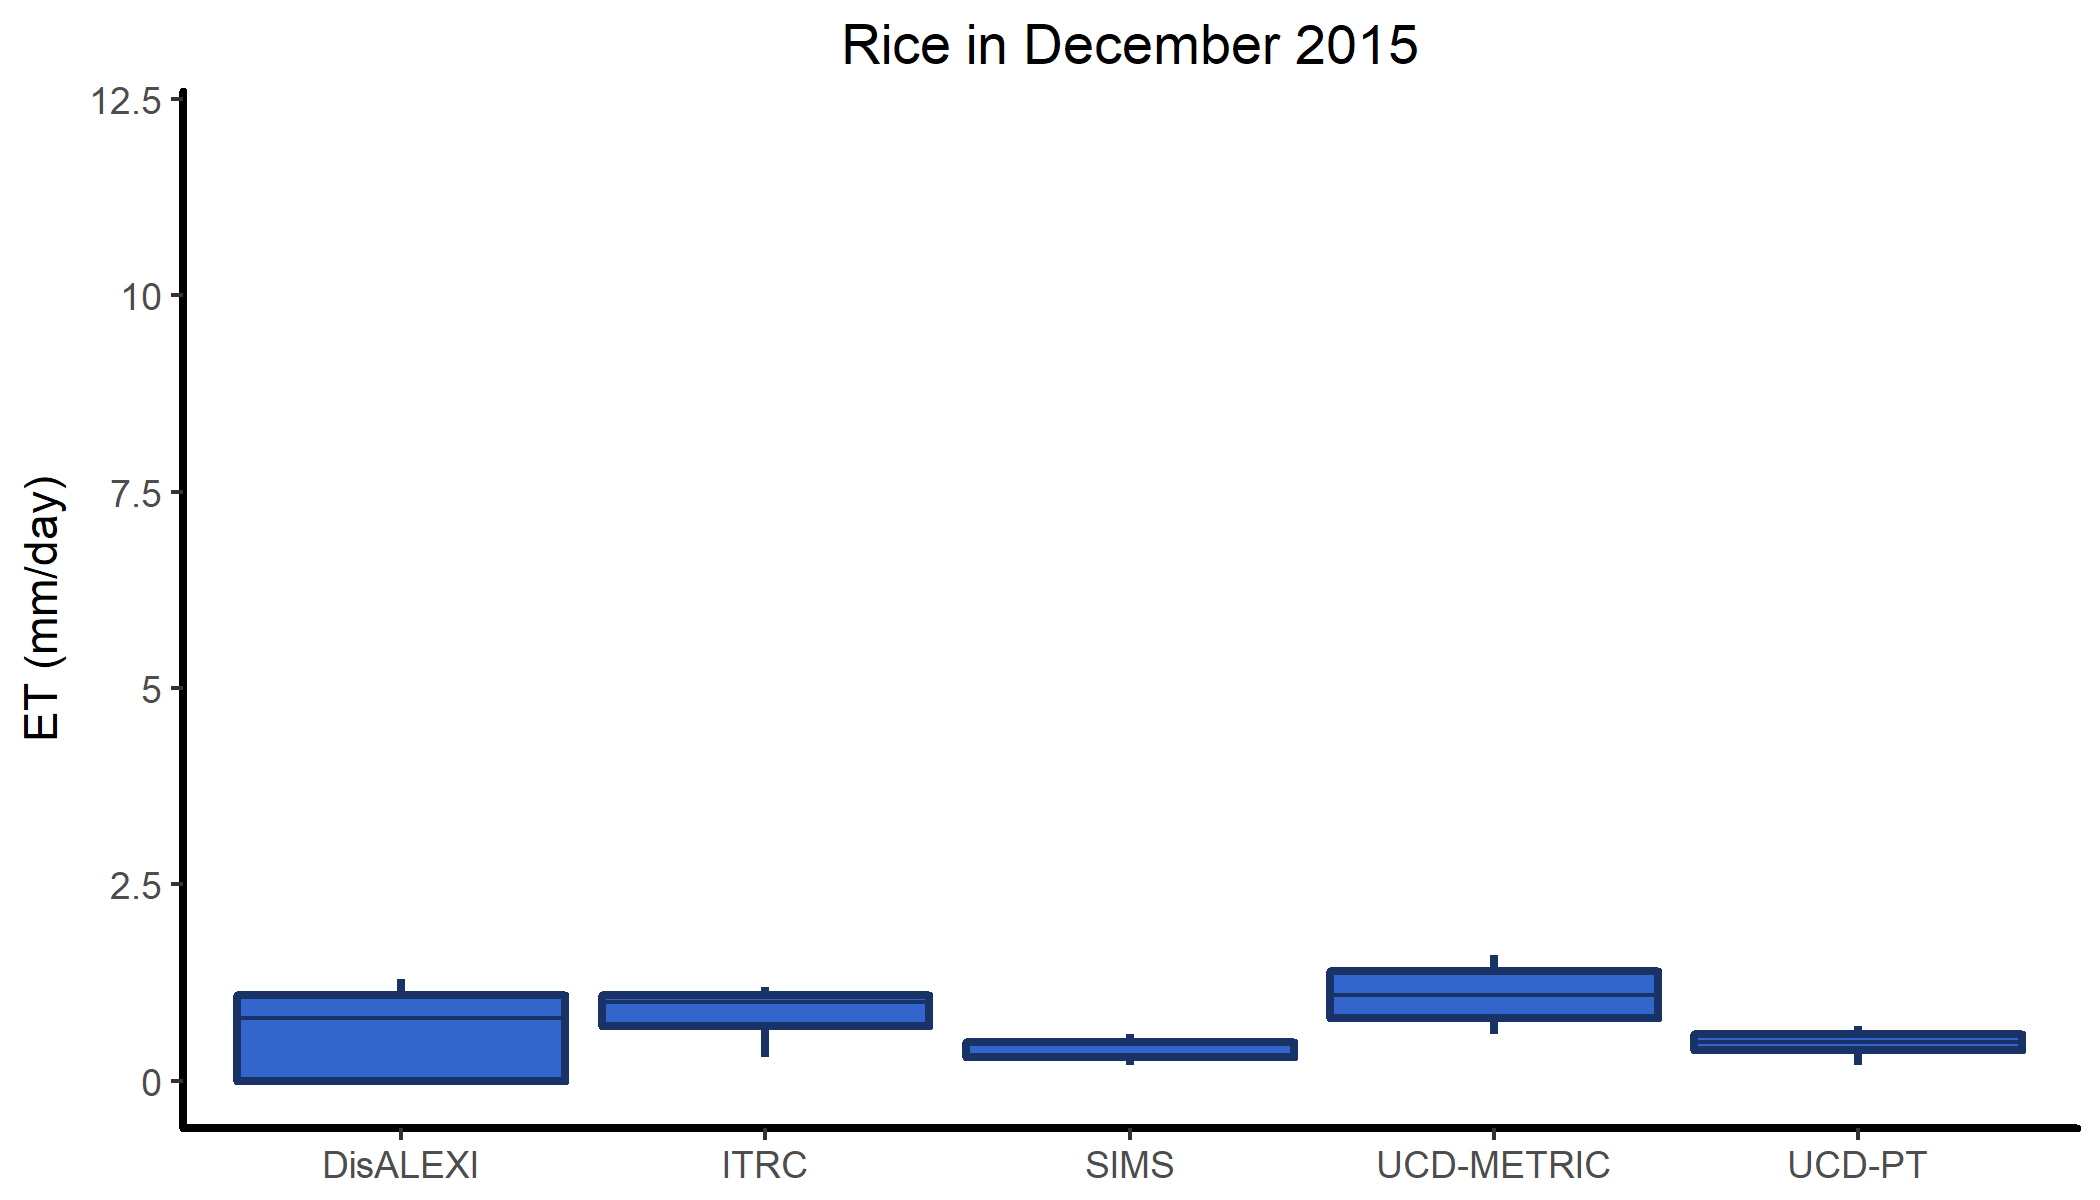 Rice in December 2015
12.5
10
7.5
5
2.5
0
ET (mm/day)
DisALEXI ITRC SIMS UCD-METRIC UCD-PT